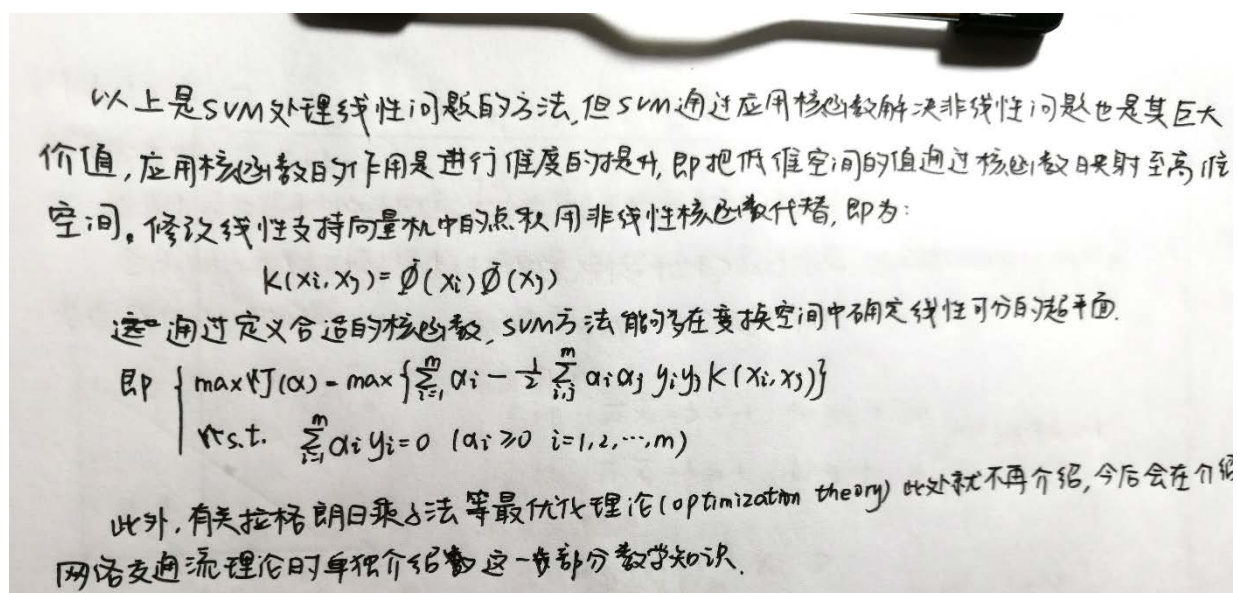 以上是SVM处理线性问题的方法,但SVM通过应用核函数解决非线性问题也是其巨大
价值,应用核函数的作用是进行维度的提升,即把低维空间的值通过核函数映射至高维
空间。修改线性支持向量机中的点积用非线性核函数代替,即为:
K(xi,xj)=Ø(xi)Ø(xj)
通过定义合适的核函数,SVM方法能够在变换空间中确定线性可分的超平面.
即 { max J(α) = max{∑_{i=1}^{m} αi - 1/2 ∑_{i,j}^{m} αiαj yiyj K(xi,xj)}
s.t. ∑_{i=1}^{m} αi yi=0 (αi≥0 i=1,2,…,m)
此外,有关拉格朗日乘子法等最优化理论(optimization theory)此处就不再介绍,今后会在介绍
网络交通流理论时单独介绍这一部分数学知识.